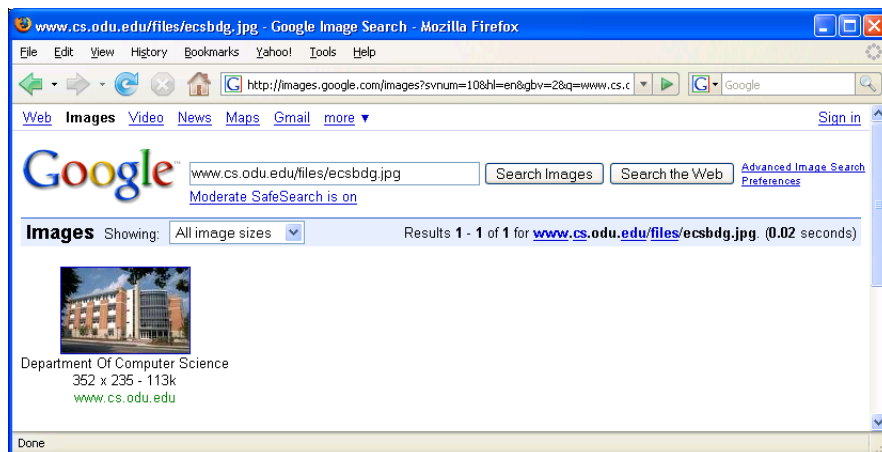 www.cs.odu.edu/files/ecsbdg.jpg - Google Image Search - Mozilla Firefox
File Edit View History Bookmarks Yahoo! Tools Help
G http://images.google.com/images?svnum=10&hl=en&gbv=2&q=www.cs.c G Google
Web Images Video News Maps Gmail more ▼ Sign in
Google™ www.cs.odu.edu/files/ecsbdg.jpg Search Images Search the Web Advanced Image Search
Preferences
Moderate SafeSearch is on
Images Showing: All image sizes Results 1 - 1 of 1 for www.cs.odu.edu/files/ecsbdg.jpg. (0.02 seconds)
Department Of Computer Science
352 x 235 - 113k
www.cs.odu.edu
Done